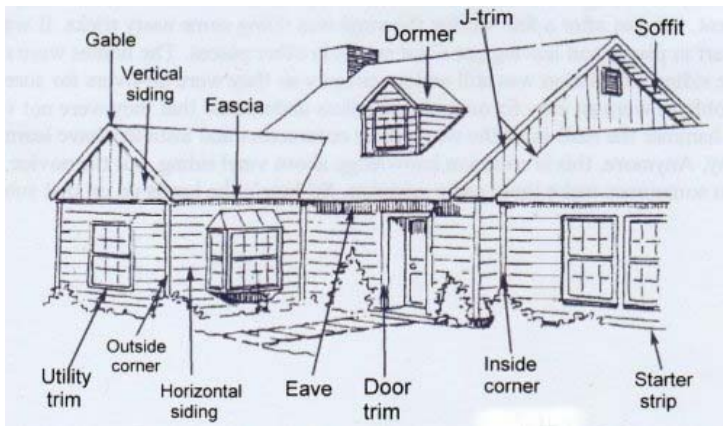 Gable
Vertical
siding
Fascia
Dormer
J-trim
Soffit
Utility
trim
Outside
corner
Horizontal
siding
Eave
Door
trim
Inside
corner
Starter
strip